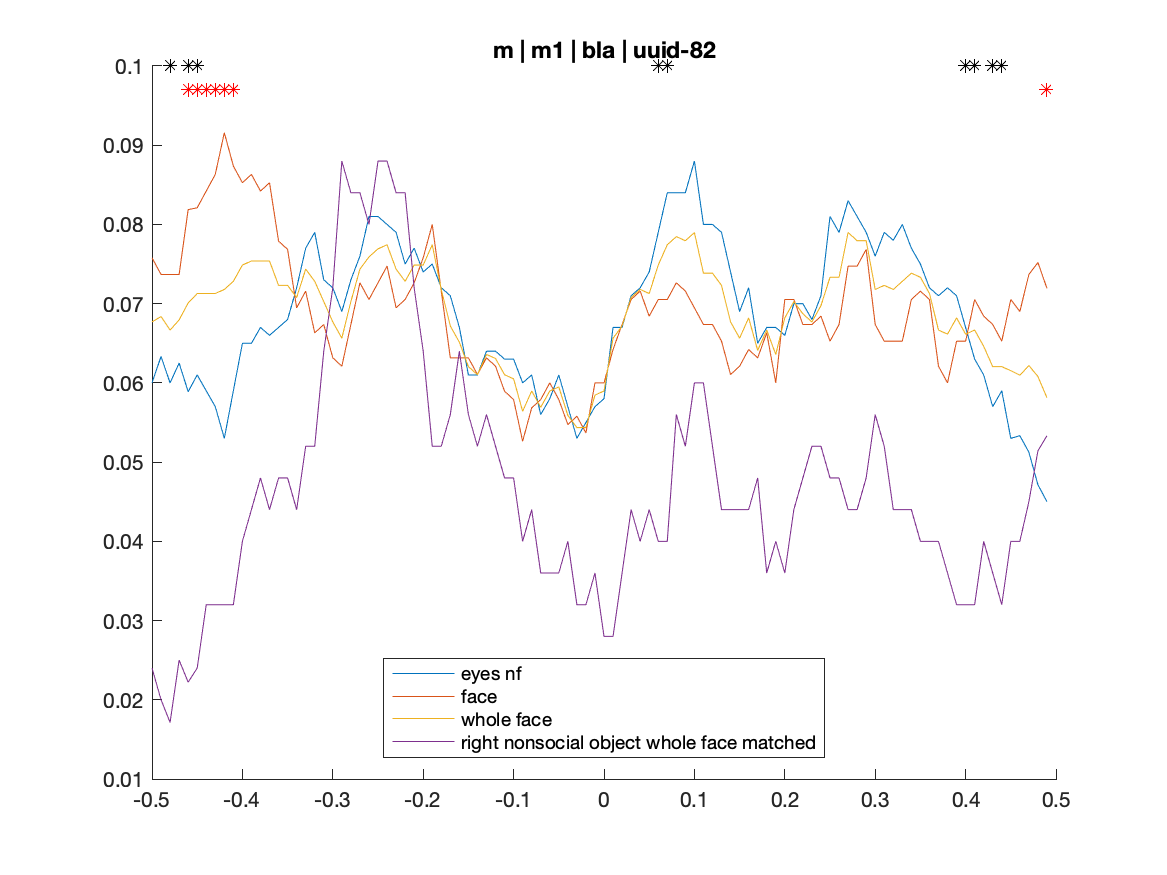 m | m1 | bla | uuid-82
0.1
0.09
0.08
0.07
0.06
0.05
0.04
0.03
0.02
0.01
-0.5 -0.4 -0.3 -0.2 -0.1 0 0.1 0.2 0.3 0.4 0.5
eyes nf
face
whole face
right nonsocial object whole face matched